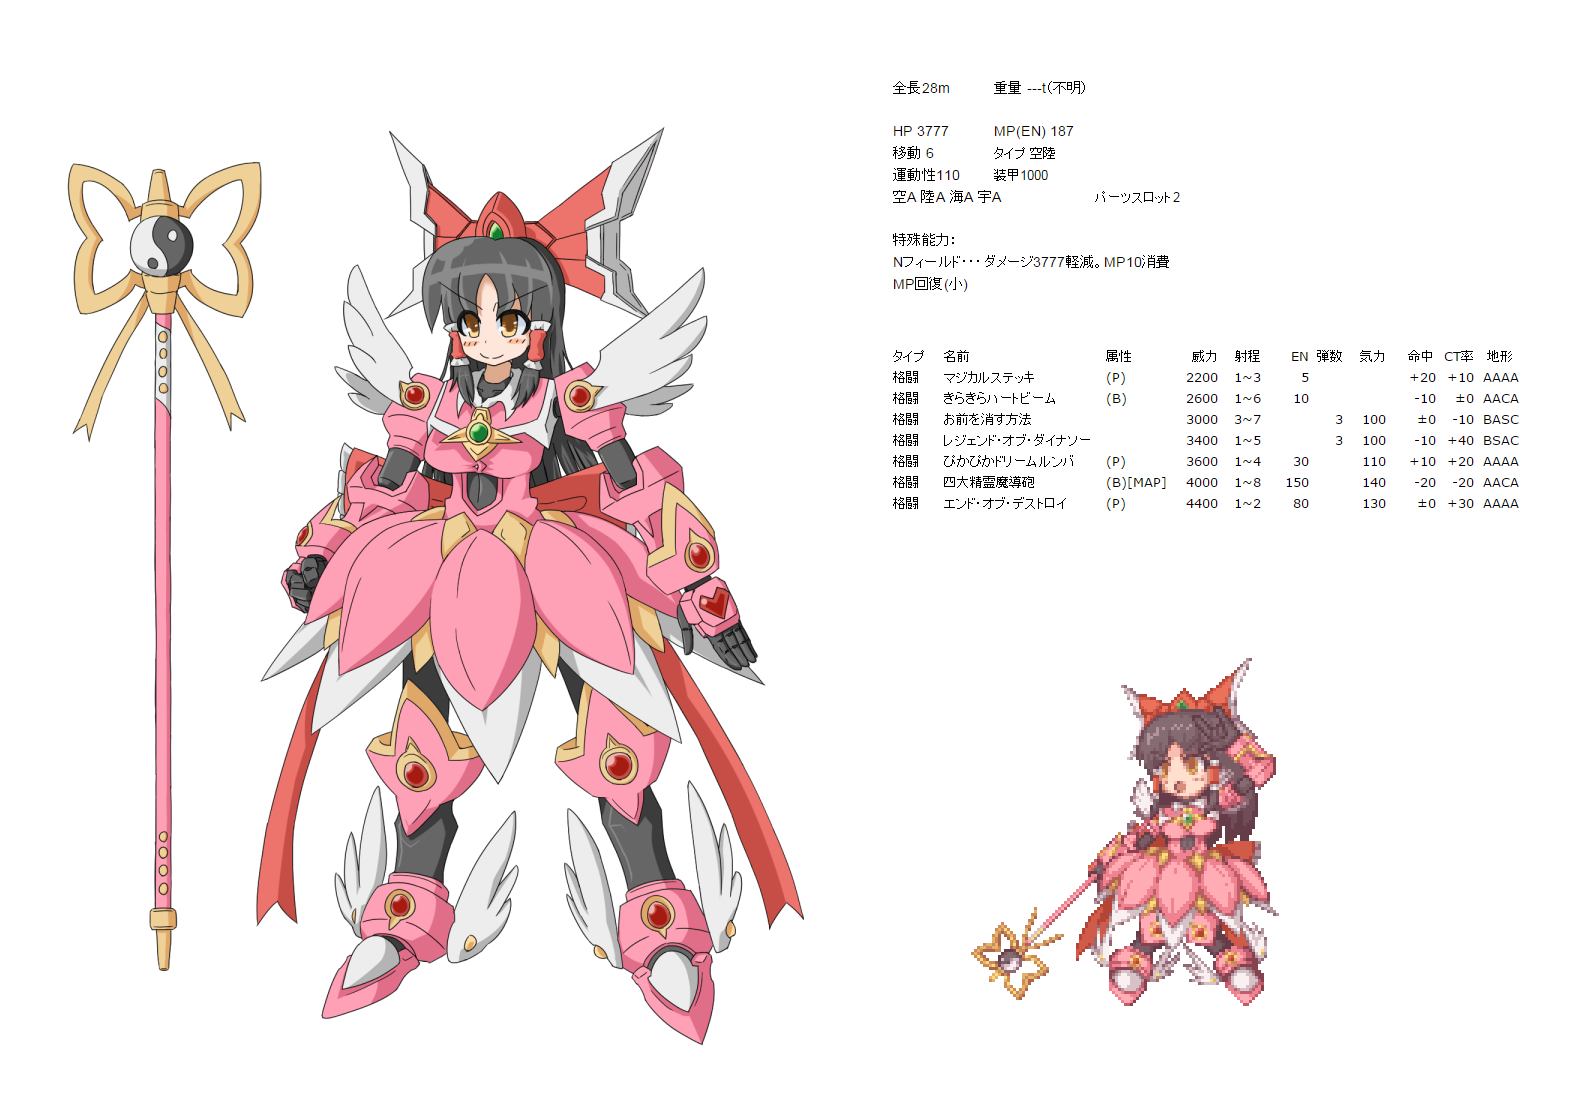 全長28m 重量 ---t(不明)
HP 3777 MP(EN) 187
移動 6 タイプ 空陸
運動性110 装甲1000
空A 陸A 海A 宇A パーツスロット2
特殊能力:
Nフィールド・・・ダメージ3777軽減。MP10消費
MP回復(小)
タイプ 名前 属性 威力 射程 EN 弾数 気力 命中 CT率 地形
格闘 マジカルステッキ (P) 2200 1~3 5 +20 +10 AAAA
格闘 きらきらハートビーム (B) 2600 1~6 10 -10 ±0 AACA
格闘 お前を消す方法 3000 3~7 3 100 ±0 -10 BASC
格闘 レジェンド・オブ・ダイナソー 3400 1~5 3 100 -10 +40 BSAC
格闘 ぴかぴかドリームルンバ (P) 3600 1~4 30 110 +10 +20 AAAA
格闘 四大精霊魔導砲 (B)[MAP] 4000 1~8 150 140 -20 -20 AACA
格闘 エンド・オブ・デストロイ (P) 4400 1~2 80 130 ±0 +30 AAAA